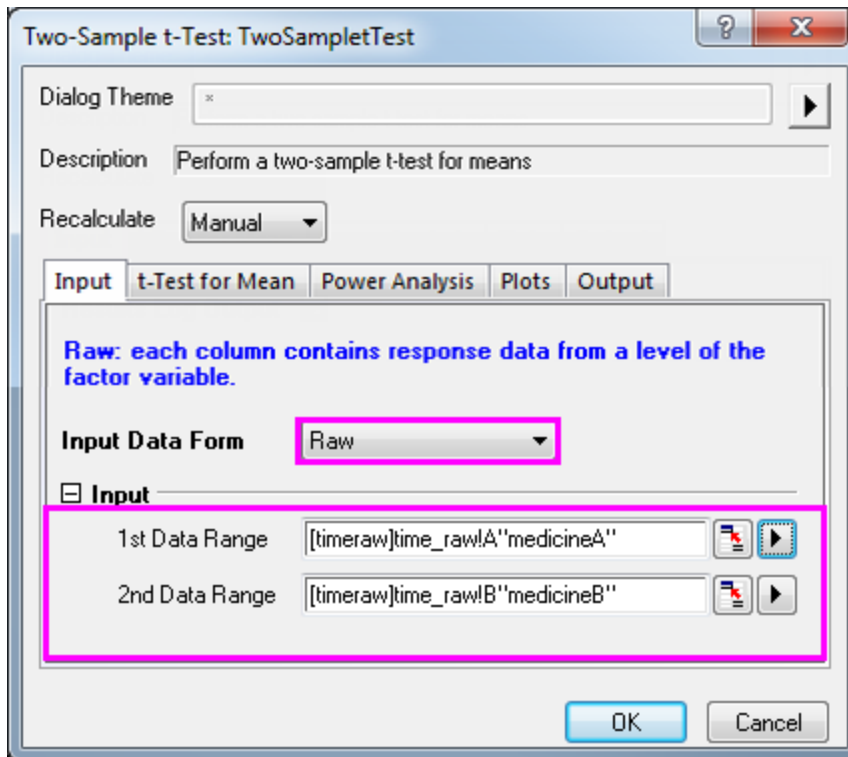 Two-Sample t-Test: TwoSampletTest
Dialog Theme *
Description Perform a two-sample t-test for means
Recalculate Manual
Input t-Test for Mean Power Analysis Plots Output
Raw: each column contains response data from a level of the
factor variable.
Input Data Form Raw
Input
1st Data Range [timeraw]time_raw!A"medicineA"
2nd Data Range [timeraw]time_raw!B"medicineB"
OK Cancel